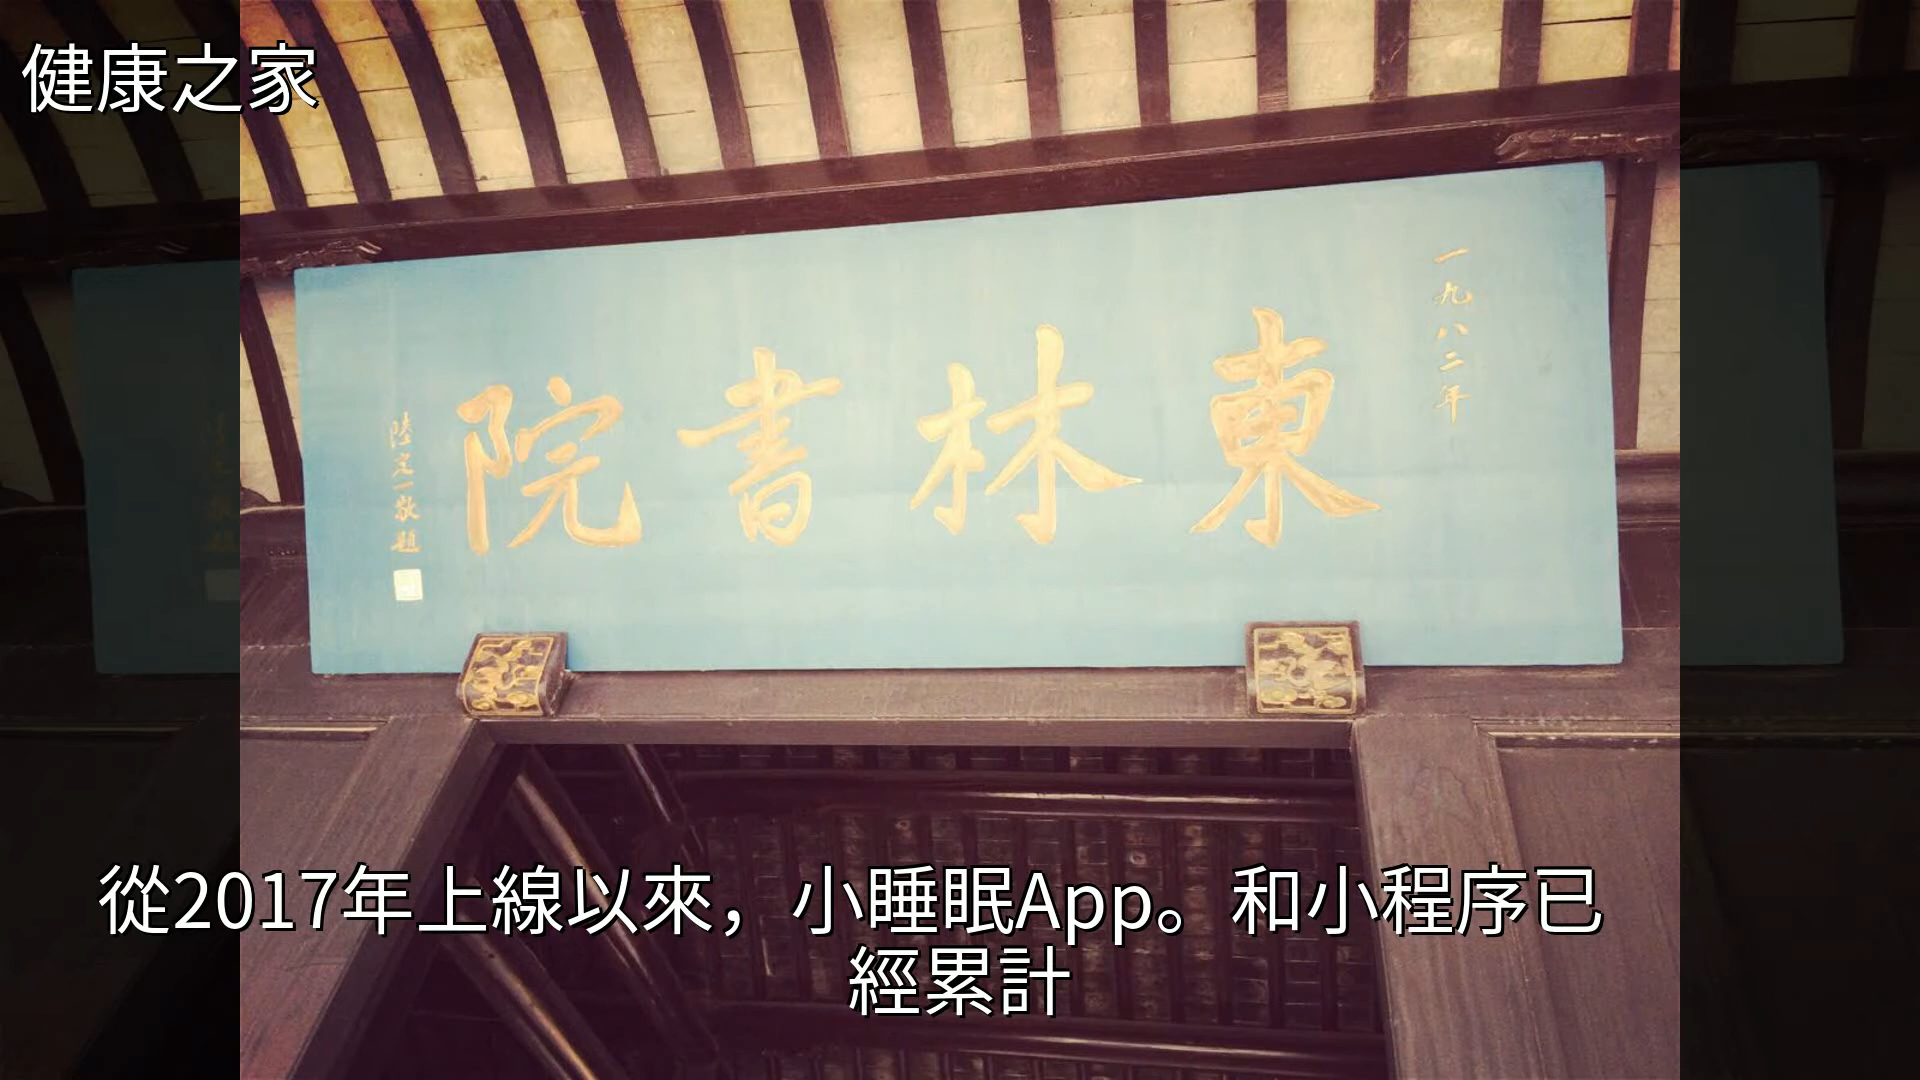 健康之家
一九八二年
東林書院
陸定一敬題
從2017年上線以來，小睡眠App。和小程序已
經累計